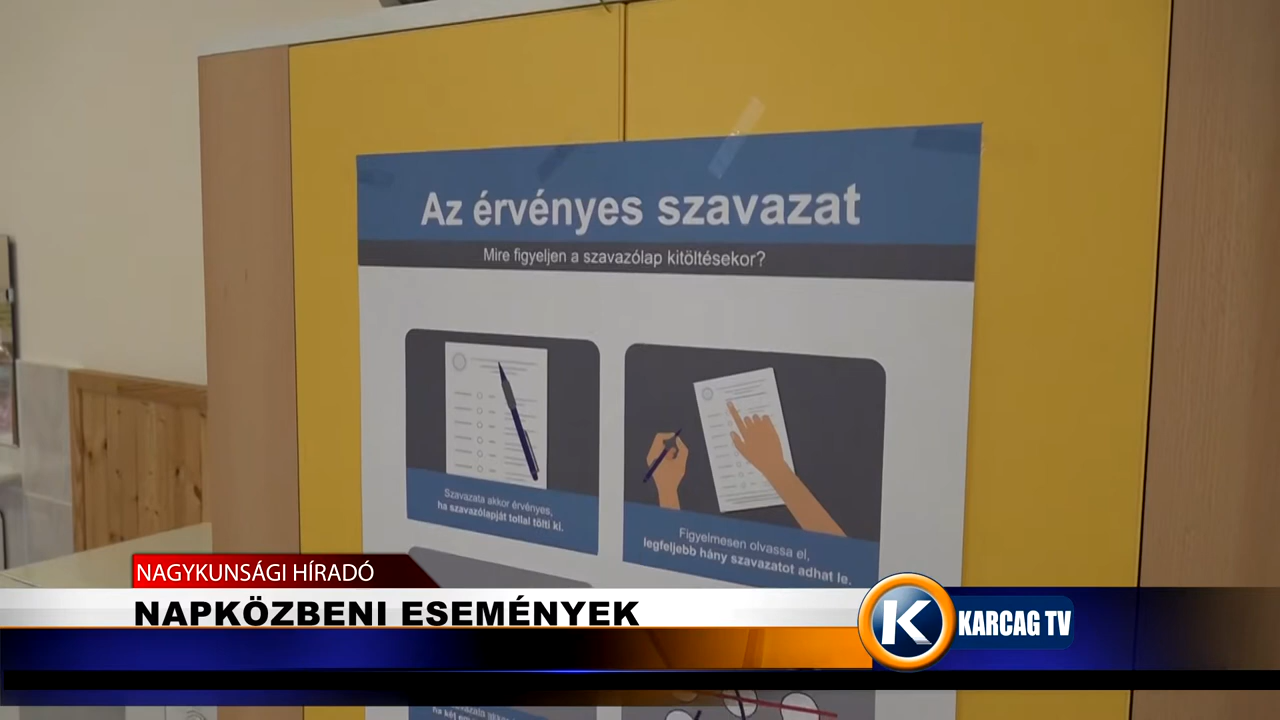 Az érvényes szavazat
Mire figyeljen a szavazólap kitöltésekor?
Szavazata akkor érvényes,
ha szavazólapját tollal tölti ki.
Figyelmesen olvassa el,
legfeljebb hány szavazatot adhat le.
NAGYKUNSÁGI HÍRADÓ
NAPKÖZBENI ESEMÉNYEK
K KARCAG TV